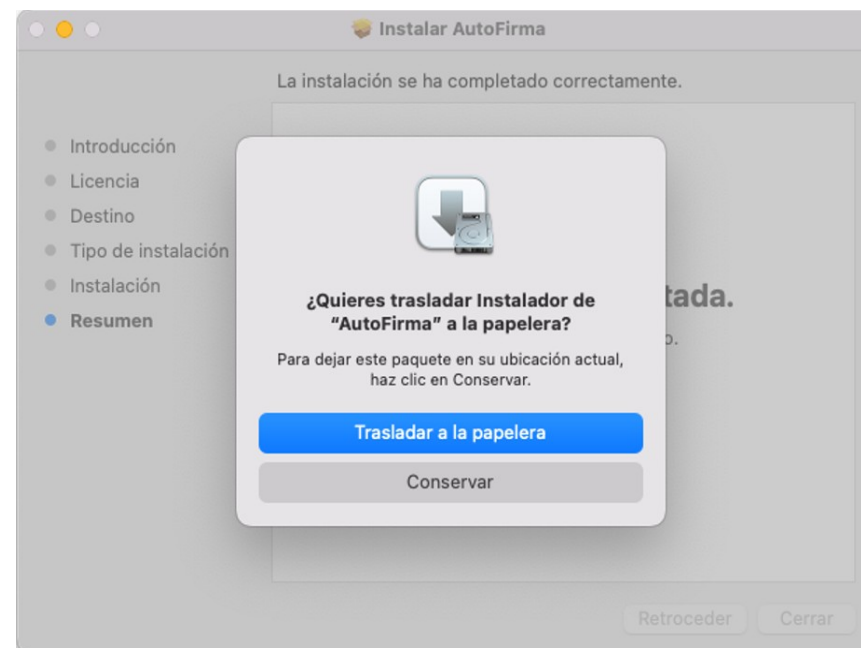 Instalar AutoFirma
La instalación se ha completado correctamente.
Introducción
Licencia
Destino
Tipo de instalación
Instalación
Resumen
¿Quieres trasladar Instalador de
“AutoFirma” a la papelera?
Para dejar este paquete en su ubicación actual,
haz clic en Conservar.
Trasladar a la papelera
Conservar
Retroceder
Cerrar